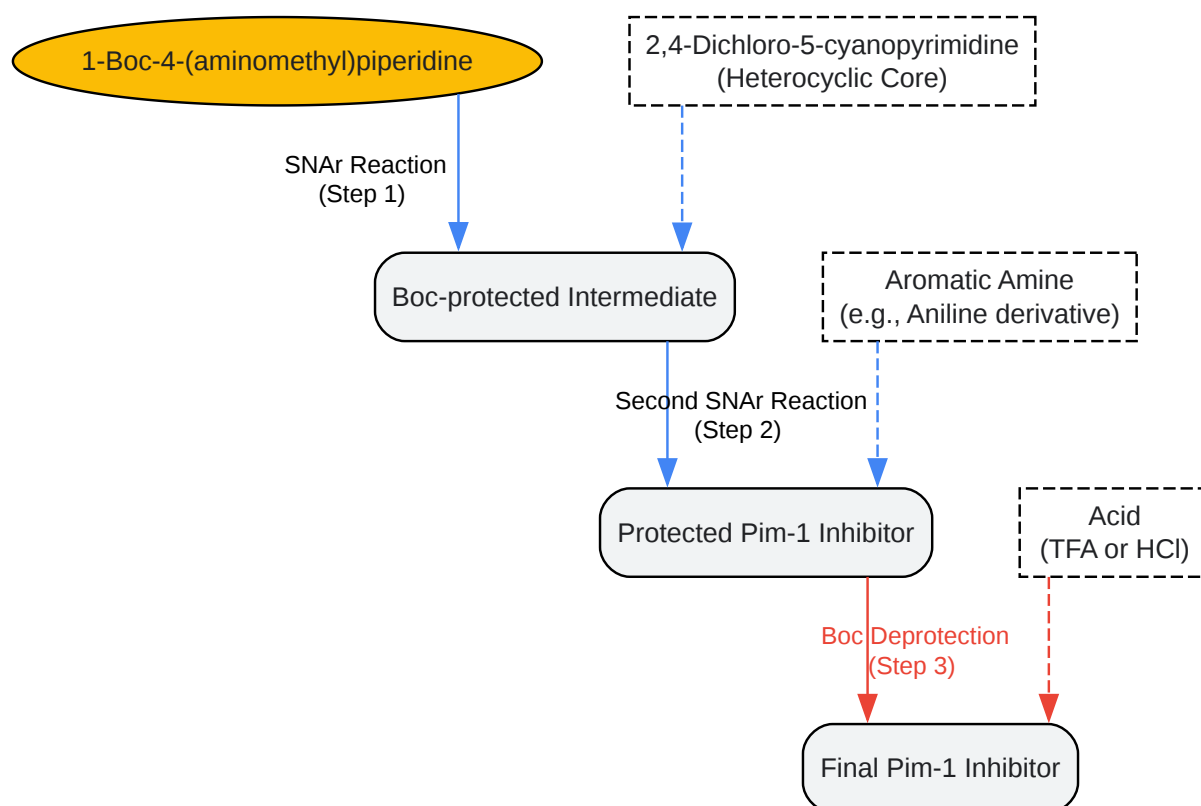 1-Boc-4-(aminomethyl)piperidine
2,4-Dichloro-5-cyanopyrimidine
(Heterocyclic Core)
SNAr Reaction
(Step 1)
Boc-protected Intermediate
Aromatic Amine
(e.g., Aniline derivative)
Second SNAr Reaction
(Step 2)
Protected Pim-1 Inhibitor
Acid
(TFA or HCl)
Boc Deprotection
(Step 3)
Final Pim-1 Inhibitor